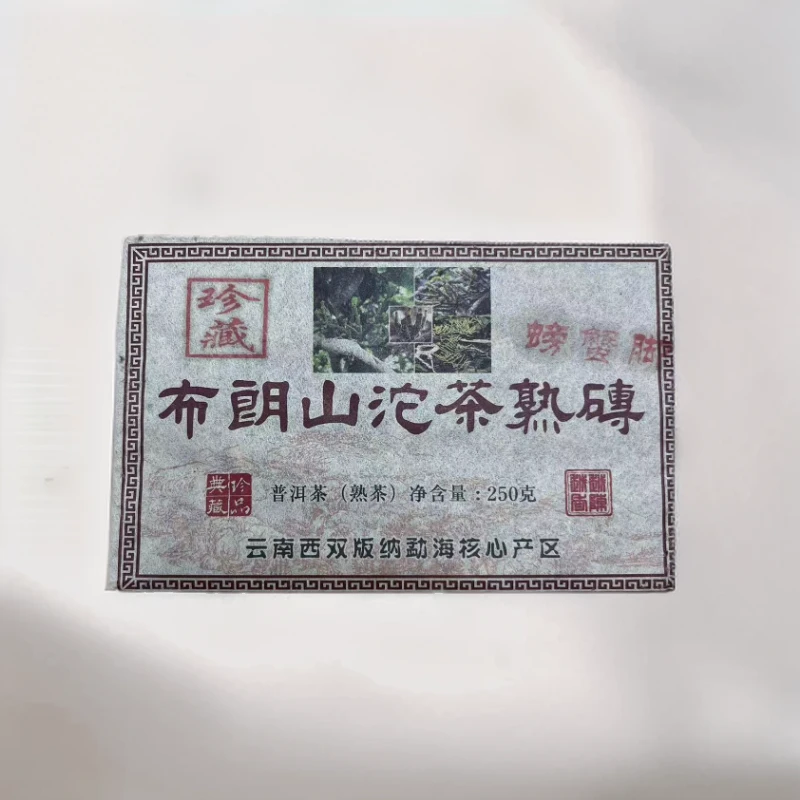 珍藏
螃蟹脚
布朗山沱茶熟磚
珍品典藏
普洱茶（熟茶）净含量：250克
云南西双版纳勐海核心产区